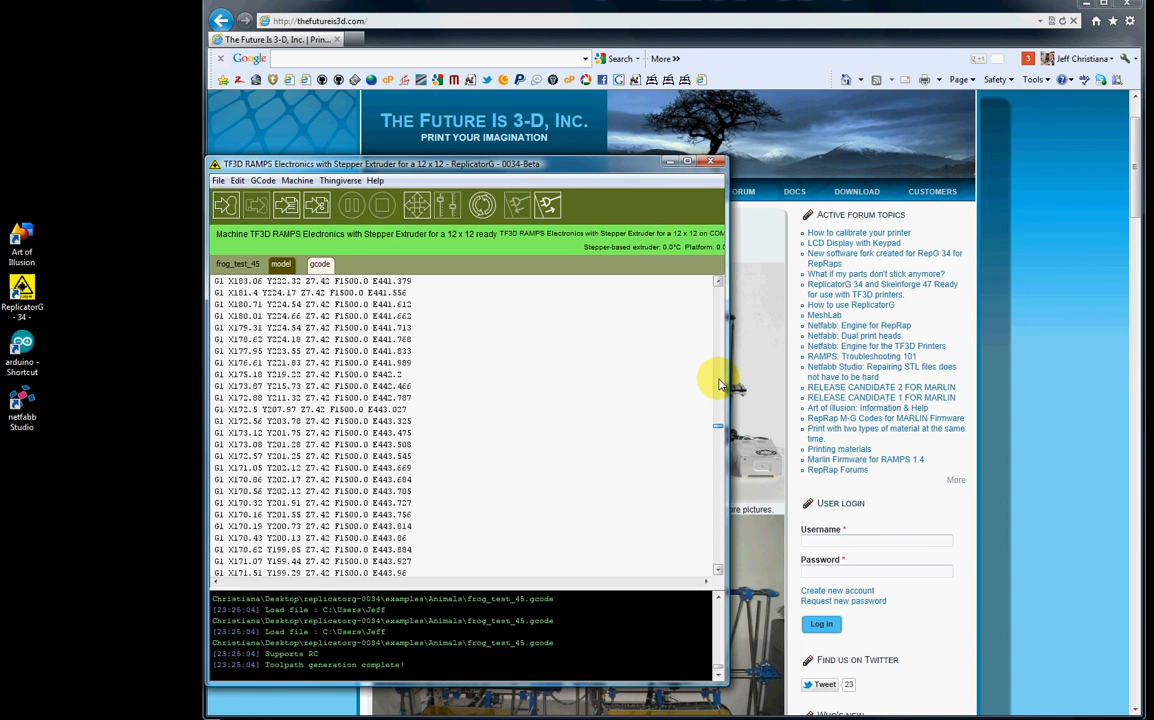 http://thefutureis3d.com/
The Future Is 3-D, Inc. | Prin...
Google
Search
More »
3
Jeff Christiana
Page
Safety
Tools
THE FUTURE IS 3-D, INC.
PRINT YOUR IMAGINATION
ORUM
DOCS
DOWNLOAD
CUSTOMERS
TF3D RAMPS Electronics with Stepper Extruder for a 12 x 12 - ReplicatorG - 0034-Beta
File Edit GCode Machine Thingiverse Help
Machine TF3D RAMPS Electronics with Stepper Extruder for a 12 x 12 ready
TF3D RAMPS Electronics with Stepper Extruder for a 12 x 12 on COM
Stepper-based extruder: 0.0°C Platform: 0.0
frog_test_45
model
gcode
G1 X183.06 Y222.32 Z7.42 F1500.0 E441.379
G1 X181.4 Y224.17 Z7.42 F1500.0 E441.556
G1 X180.71 Y224.54 Z7.42 F1500.0 E441.612
G1 X180.01 Y224.66 Z7.42 F1500.0 E441.662
G1 X179.31 Y224.54 Z7.42 F1500.0 E441.713
G1 X178.62 Y224.18 Z7.42 F1500.0 E441.768
G1 X177.95 Y223.55 Z7.42 F1500.0 E441.833
G1 X176.61 Y221.83 Z7.42 F1500.0 E441.989
G1 X175.18 Y219.22 Z7.42 F1500.0 E442.2
G1 X173.87 Y215.73 Z7.42 F1500.0 E442.466
G1 X172.88 Y211.32 Z7.42 F1500.0 E442.787
G1 X172.5 Y207.97 Z7.42 F1500.0 E443.027
G1 X172.56 Y203.78 Z7.42 F1500.0 E443.325
G1 X173.12 Y201.75 Z7.42 F1500.0 E443.475
G1 X173.08 Y201.28 Z7.42 F1500.0 E443.508
G1 X172.57 Y201.25 Z7.42 F1500.0 E443.545
G1 X171.05 Y202.12 Z7.42 F1500.0 E443.669
G1 X170.86 Y202.17 Z7.42 F1500.0 E443.684
G1 X170.56 Y202.12 Z7.42 F1500.0 E443.705
G1 X170.32 Y201.91 Z7.42 F1500.0 E443.727
G1 X170.16 Y201.55 Z7.42 F1500.0 E443.756
G1 X170.19 Y200.73 Z7.42 F1500.0 E443.814
G1 X170.43 Y200.13 Z7.42 F1500.0 E443.86
G1 X170.62 Y199.85 Z7.42 F1500.0 E443.884
G1 X171.07 Y199.44 Z7.42 F1500.0 E443.927
G1 X171.51 Y199.29 Z7.42 F1500.0 E443.96
Christiana\Desktop\replicatorg-0034\examples\Animals\frog_test_45.gcode
[23:25:04] Load file : C:\Users\Jeff
Christiana\Desktop\replicatorg-0034\examples\Animals\frog_test_45.gcode
[23:25:04] Load file : C:\Users\Jeff
Christiana\Desktop\replicatorg-0034\examples\Animals\frog_test_45.gcode
[23:25:04] Supports RC
[23:25:04] Toolpath generation complete!
Art of
Illusion
ReplicatorG
- 34 -
arduino -
Shortcut
netfabb
Studio
ore pictures.
ACTIVE FORUM TOPICS
How to calibrate your printer
LCD Display with Keypad
New software fork created for RepG 34 for
RepRaps
What if my parts don't stick anymore?
ReplicatorG 34 and Skeinforge 47 Ready
for use with TF3D printers.
How to use ReplicatorG
MeshLab
Netfabb: Engine for RepRap
Netfabb: Dual print heads
Netfabb: Engine for the TF3D Printers
RAMPS: Troubleshooting 101
Netfabb Studio: Repairing STL files does
not have to be hard
RELEASE CANDIDATE 2 FOR MARLIN
RELEASE CANDIDATE 1 FOR MARLIN
Art of Illusion: Information & Help
RepRap M-G Codes for MARLIN Firmware
Print with two types of material at the same
time.
Printing materials
Marlin Firmware for RAMPS 1.4
RepRap Forums
More
USER LOGIN
Username *
Password *
Create new account
Request new password
Log in
FIND US ON TWITTER
Tweet
23
WHO'S NEW